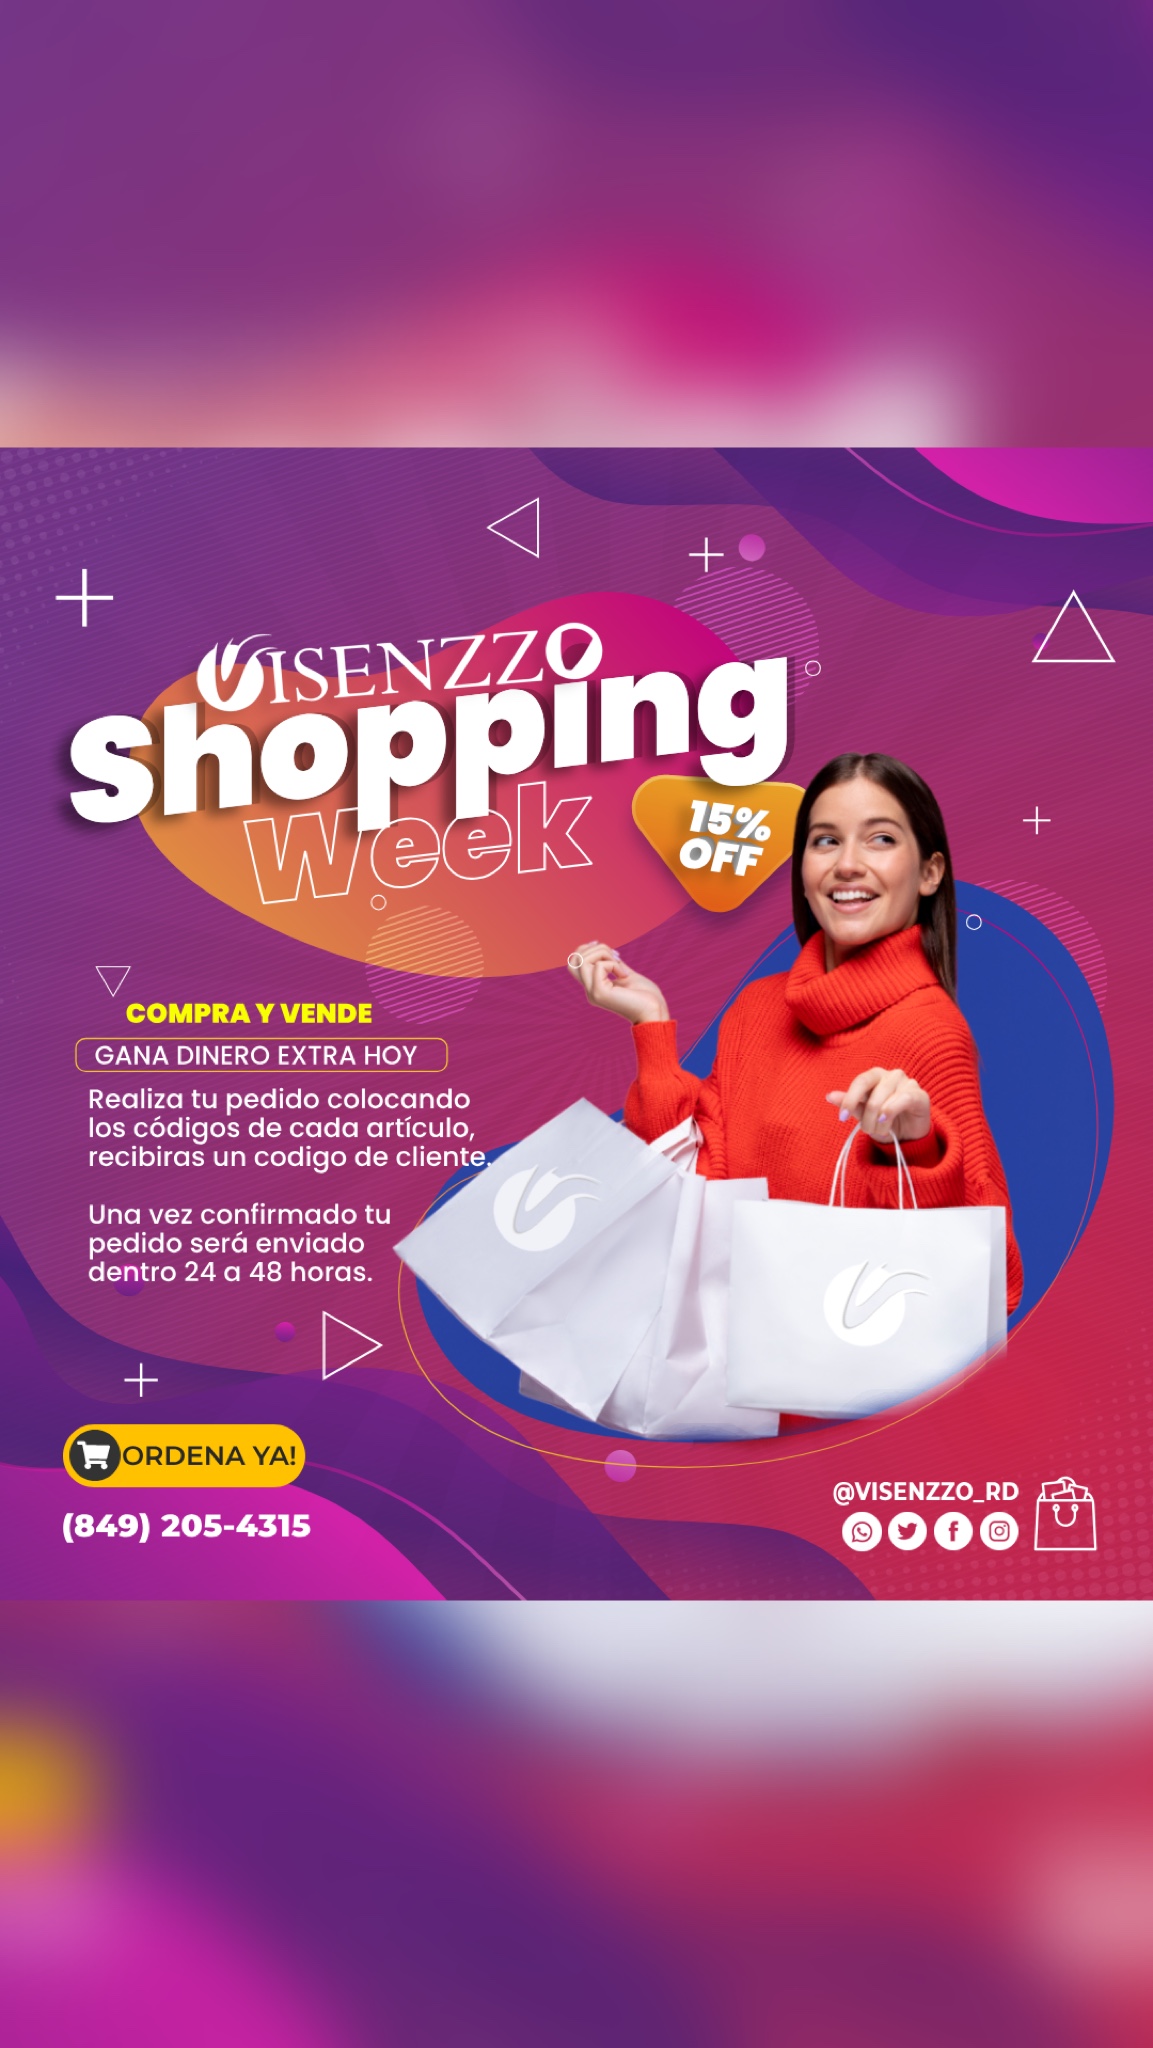 VISENZZO
Shopping
Week
15%
OFF
COMPRA Y VENDE
GANA DINERO EXTRA HOY
Realiza tu pedido colocando
los códigos de cada artículo,
recibiras un codigo de cliente.
Una vez confirmado tu
pedido será enviado
dentro 24 a 48 horas.
ORDENA YA!
(849) 205-4315
@VISENZZO_RD